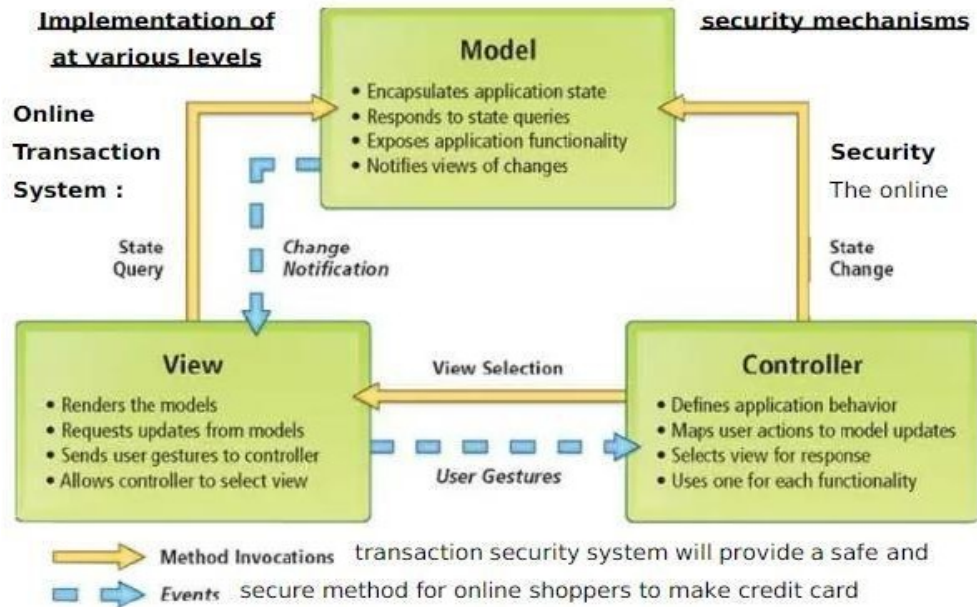 Implementation of security mechanisms
at various levels
Model
• Encapsulates application state
• Responds to state queries
• Exposes application functionality
• Notifies views of changes
Online
Transaction
System :
Security
The online
State
Query
Change
Notification
State
Change
View
• Renders the models
• Requests updates from models
• Sends user gestures to controller
• Allows controller to select view
View Selection
User Gestures
Controller
• Defines application behavior
• Maps user actions to model updates
• Selects view for response
• Uses one for each functionality
Method Invocations transaction security system will provide a safe and
Events secure method for online shoppers to make credit card